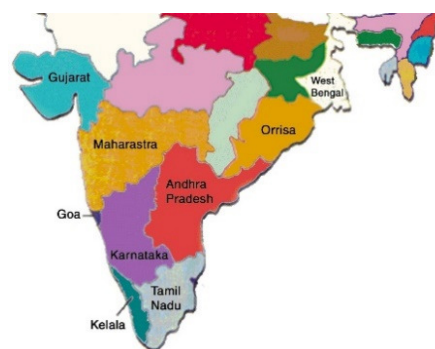 Gujarat
West
Bengal
Maharastra
Orrisa
Andhra
Pradesh
Goa
Karnataka
Tamil
Nadu
Kelala